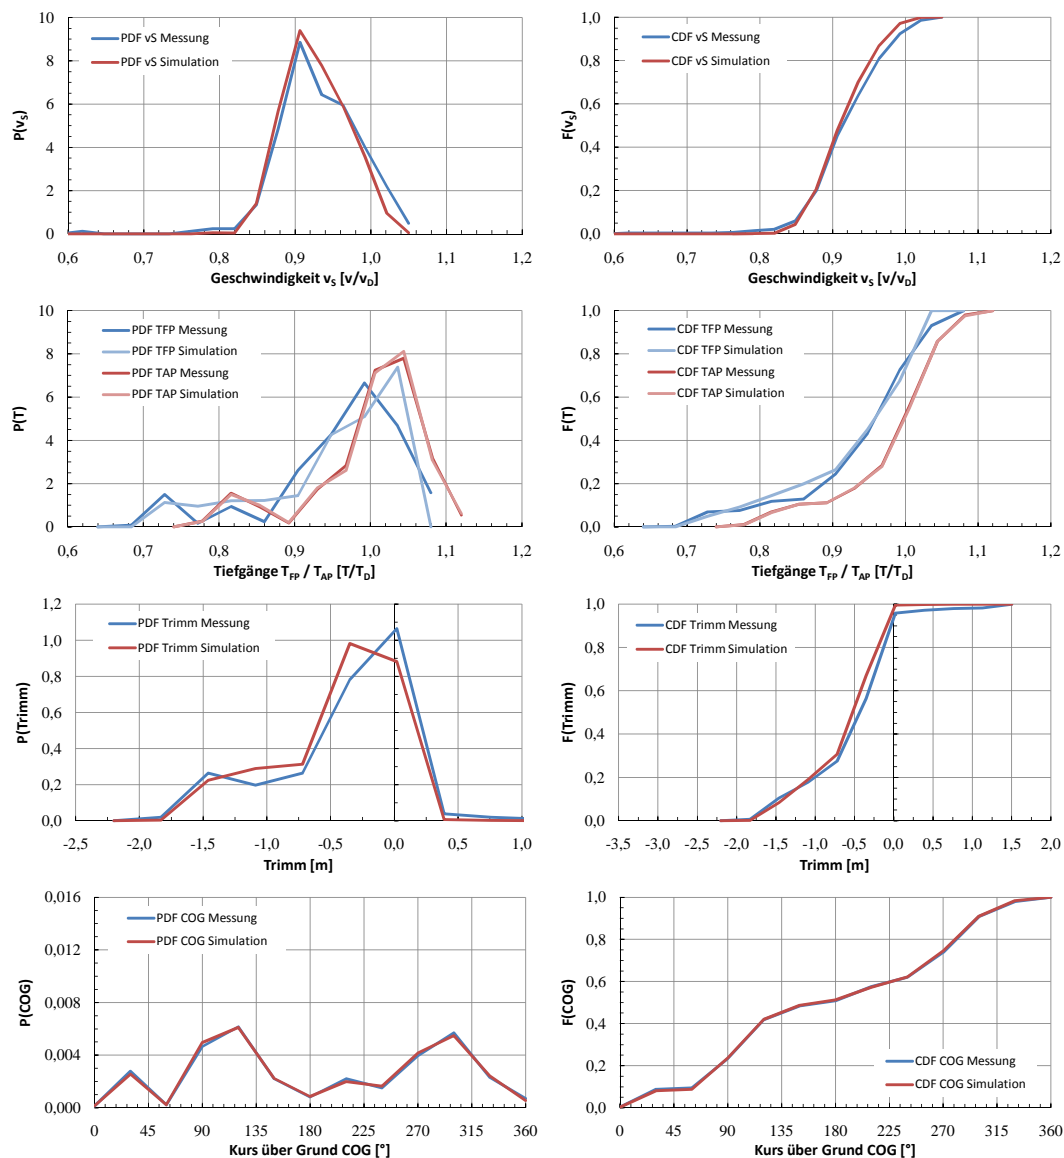 10
8
6
4
2
0
P(vS)
PDF vS Messung
PDF vS Simulation
0,6 0,7 0,8 0,9 1,0 1,1 1,2
Geschwindigkeit vS [v/vD]
1,0
0,8
0,6
0,4
0,2
0,0
F(vS)
CDF vS Messung
CDF vS Simulation
0,6 0,7 0,8 0,9 1,0 1,1 1,2
Geschwindigkeit vS [v/vD]
10
8
6
4
2
0
P(T)
PDF TFP Messung
PDF TFP Simulation
PDF TAP Messung
PDF TAP Simulation
0,6 0,7 0,8 0,9 1,0 1,1 1,2
Tiefgänge TFP / TAP [T/TD]
1,0
0,8
0,6
0,4
0,2
0,0
F(T)
CDF TFP Messung
CDF TFP Simulation
CDF TAP Messung
CDF TAP Simulation
0,6 0,7 0,8 0,9 1,0 1,1 1,2
Tiefgänge TFP / TAP [T/TD]
1,2
1,0
0,8
0,6
0,4
0,2
0,0
P(Trimm)
PDF Trimm Messung
PDF Trimm Simulation
-2,5 -2,0 -1,5 -1,0 -0,5 0,0 0,5 1,0
Trimm [m]
1,0
0,8
0,6
0,4
0,2
0,0
F(Trimm)
CDF Trimm Messung
CDF Trimm Simulation
-3,5 -3,0 -2,5 -2,0 -1,5 -1,0 -0,5 0,0 0,5 1,0 1,5 2,0
Trimm [m]
0,016
0,012
0,008
0,004
0,000
P(COG)
PDF COG Messung
PDF COG Simulation
0 45 90 135 180 225 270 315 360
Kurs über Grund COG [°]
1,0
0,8
0,6
0,4
0,2
0,0
F(COG)
CDF COG Messung
CDF COG Simulation
0 45 90 135 180 225 270 315 360
Kurs über Grund COG [°]